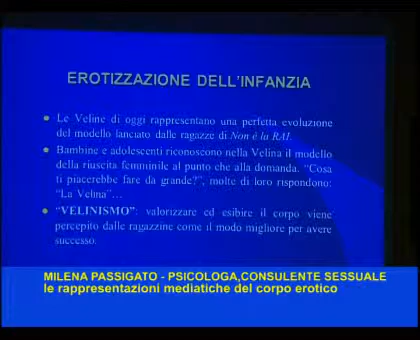 EROTIZZAZIONE DELL'INFANZIA
Le Veline di oggi rappresentano una perfetta evoluzione
del modello lanciato dalle ragazze di Non è la RAI.
Bambine e adolescenti riconoscono nella Velina il modello
della riuscita femminile al punto che alla domanda. "Cosa
ti piacerebbe fare da grande?", molte di loro rispondono:
"La Velina"…
"VELINISMO": valorizzare ed esibire il corpo viene
percepito dalle ragazzine come il modo migliore per avere
successo.
MILENA PASSIGATO - PSICOLOGA,CONSULENTE SESSUALE
le rappresentazioni mediatiche del corpo erotico